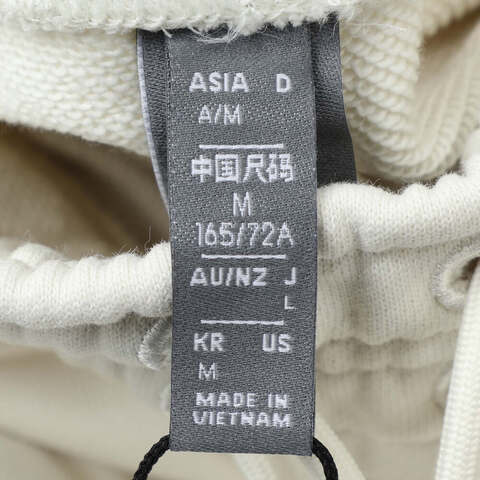 ASIA D
A/M
中国尺码
M
165/72A
AU/NZ J
L
KR US
M
MADE IN
VIETNAM